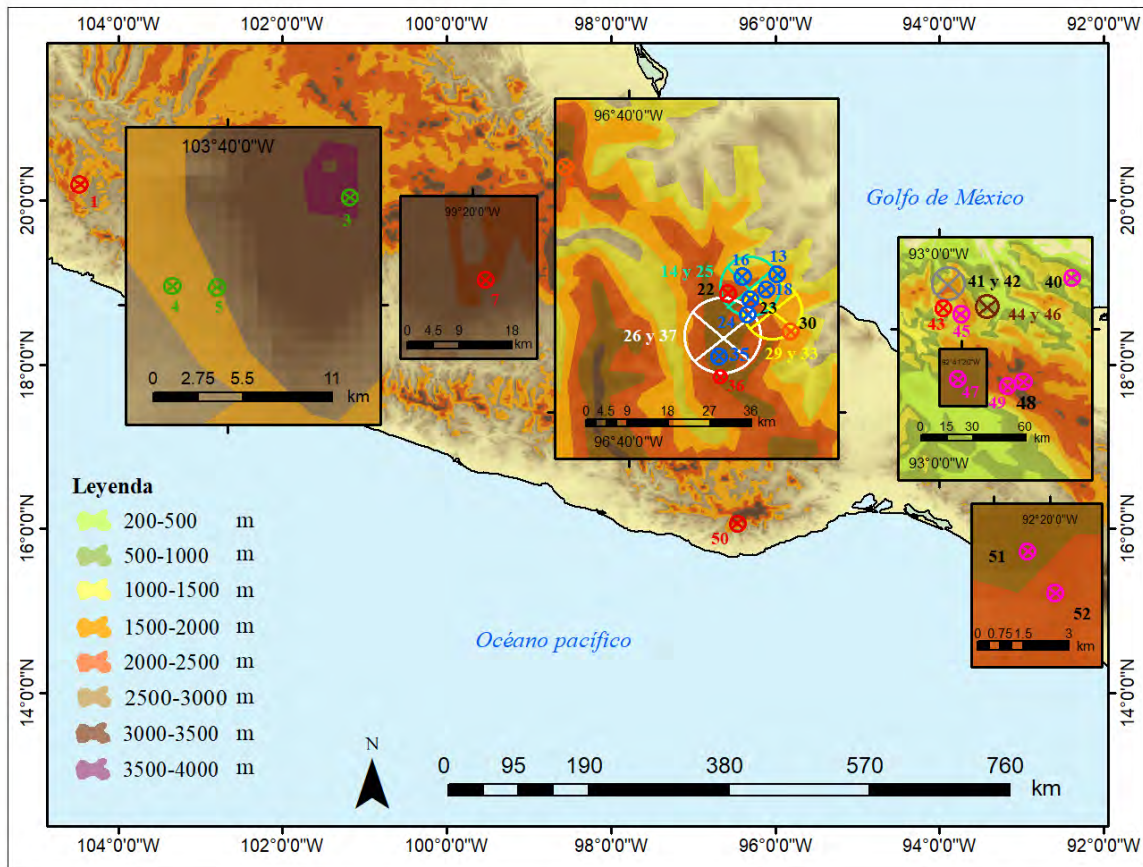 104°0'0"W 102°0'0"W 100°0'0"W 98°0'0"W 96°0'0"W 94°0'0"W 92°0'0"W
20°0'0"N
18°0'0"N
16°0'0"N
14°0'0"N
20°0'0"N
18°0'0"N
16°0'0"N
14°0'0"N
1
103°40'0"W
3
4
5
0 2.75 5.5 11
km
99°20'0"W
7
0 4.5 9 18
km
96°40'0"W
16
13
14 y 25
22
18
23
24
30
26 y 37
29 y 33
35
36
0 4.5 9 18 27 36
km
96°40'0"W
Golfo de México
93°0'0"W
41 y 42
40
43
45
44 y 46
47
49
48
0 15 30 60
km
93°0'0"W
50
92°20'0"W
51
52
0 0.75 1.5 3
km
Océano pacífico
Leyenda
200-500 m
500-1000 m
1000-1500 m
1500-2000 m
2000-2500 m
2500-3000 m
3000-3500 m
3500-4000 m
N
0 95 190 380 570 760
km
104°0'0"W 102°0'0"W 100°0'0"W 98°0'0"W 96°0'0"W 94°0'0"W 92°0'0"W